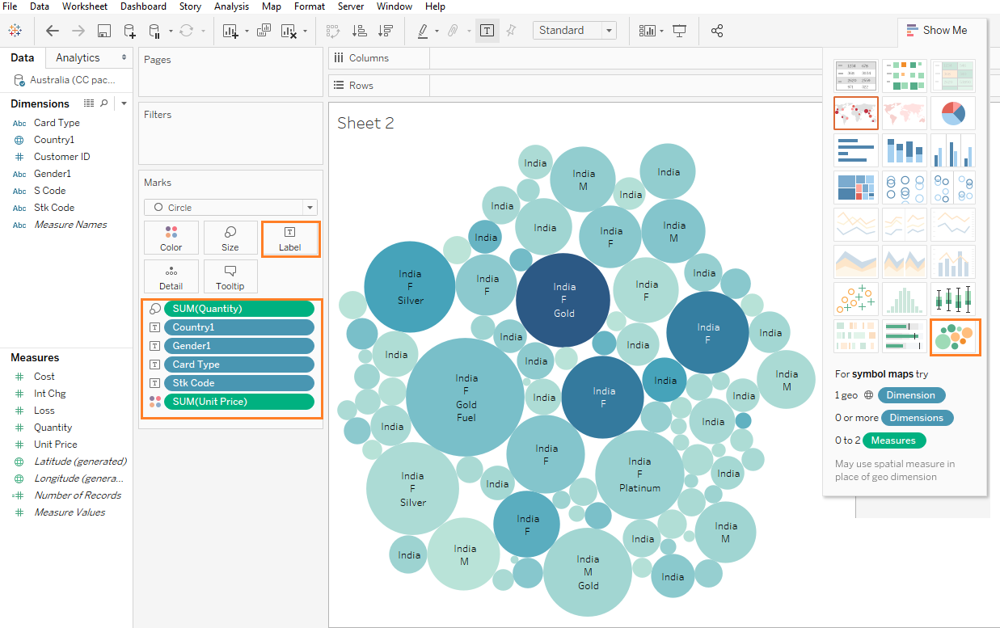 File Data Worksheet Dashboard Story Analysis Map Format Server Window Help
Standard
Show Me
Data Analytics
Australia (CC pac...
Dimensions
Abc Card Type
Country1
Customer ID
Abc Gender1
Abc S Code
Abc Stk Code
Abc Measure Names
Measures
Cost
Int Chg
Loss
Quantity
Unit Price
Latitude (generated)
Longitude (genera...
Number of Records
Measure Values
Pages
Filters
Marks
Circle
Color Size Label
Detail Tooltip
SUM(Quantity)
Country1
Gender1
Card Type
Stk Code
SUM(Unit Price)
Columns
Rows
Sheet 2
India
India
M
India
India
India
India
India
India
F
India
M
India
F
Silver
India
F
India
F
Gold
India
F
India
India
F
India
India
India
India
India
India
M
India
F
Gold
Fuel
India
India
F
India
India
India
India
India
F
India
F
Platinum
India
India
F
Silver
India
India
F
India
M
India
India
M
India
India
M
Gold
India
For symbol maps try
1 geo Dimension
0 or more Dimensions
0 to 2 Measures
May use spatial measure in
place of geo dimension